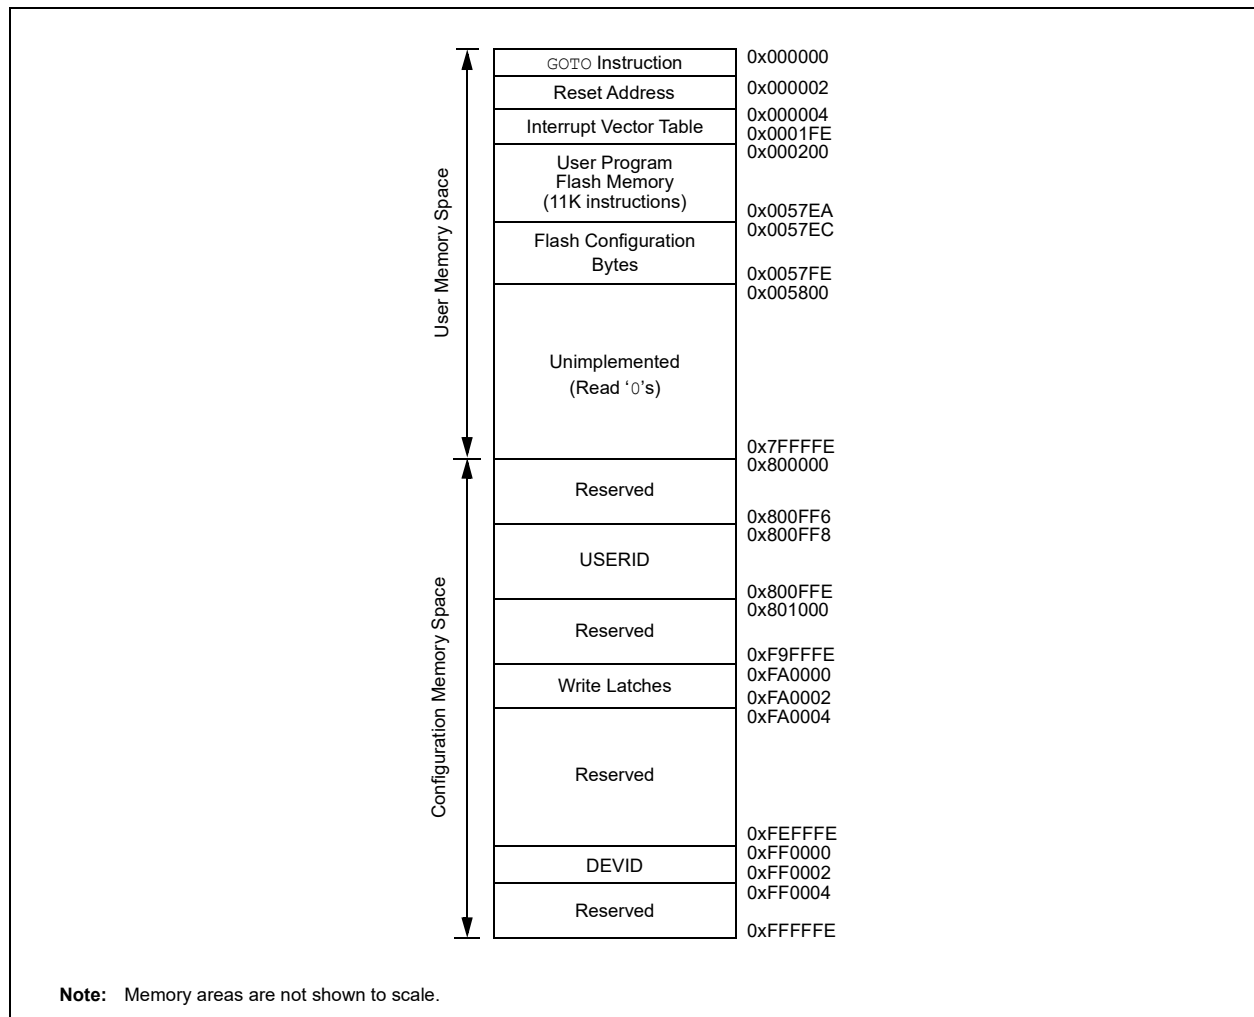 GOTO Instruction
0x000000
Reset Address
0x000002
Interrupt Vector Table
0x000004
0x0001FE
User Program
Flash Memory
(11K instructions)
0x000200
0x0057EA
Flash Configuration
Bytes
0x0057EC
0x0057FE
Unimplemented
(Read ‘0’s)
0x005800
0x7FFFFE
User Memory Space
Reserved
0x800000
0x800FF6
USERID
0x800FF8
0x800FFE
Reserved
0x801000
0xF9FFFE
Write Latches
0xFA0000
0xFA0002
Reserved
0xFA0004
0xFEFFFE
DEVID
0xFF0000
0xFF0002
Reserved
0xFF0004
0xFFFFFE
Configuration Memory Space
Note: Memory areas are not shown to scale.